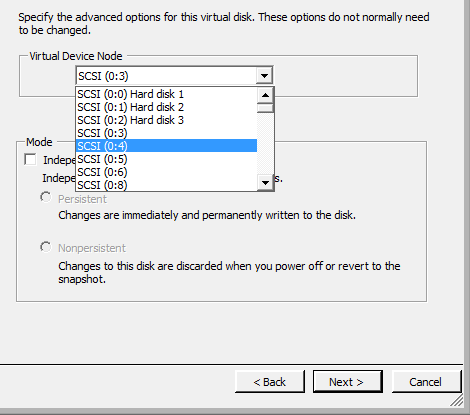 Specify the advanced options for this virtual disk. These options do not normally need
to be changed.
Virtual Device Node
SCSI (0:3)
SCSI (0:0) Hard disk 1
SCSI (0:1) Hard disk 2
SCSI (0:2) Hard disk 3
SCSI (0:3)
SCSI (0:4)
SCSI (0:5)
SCSI (0:6)
SCSI (0:8)
Mode
Indepe
Indepe s.
Persistent
Changes are immediately and permanently written to the disk.
Nonpersistent
Changes to this disk are discarded when you power off or revert to the
snapshot.
< Back Next > Cancel